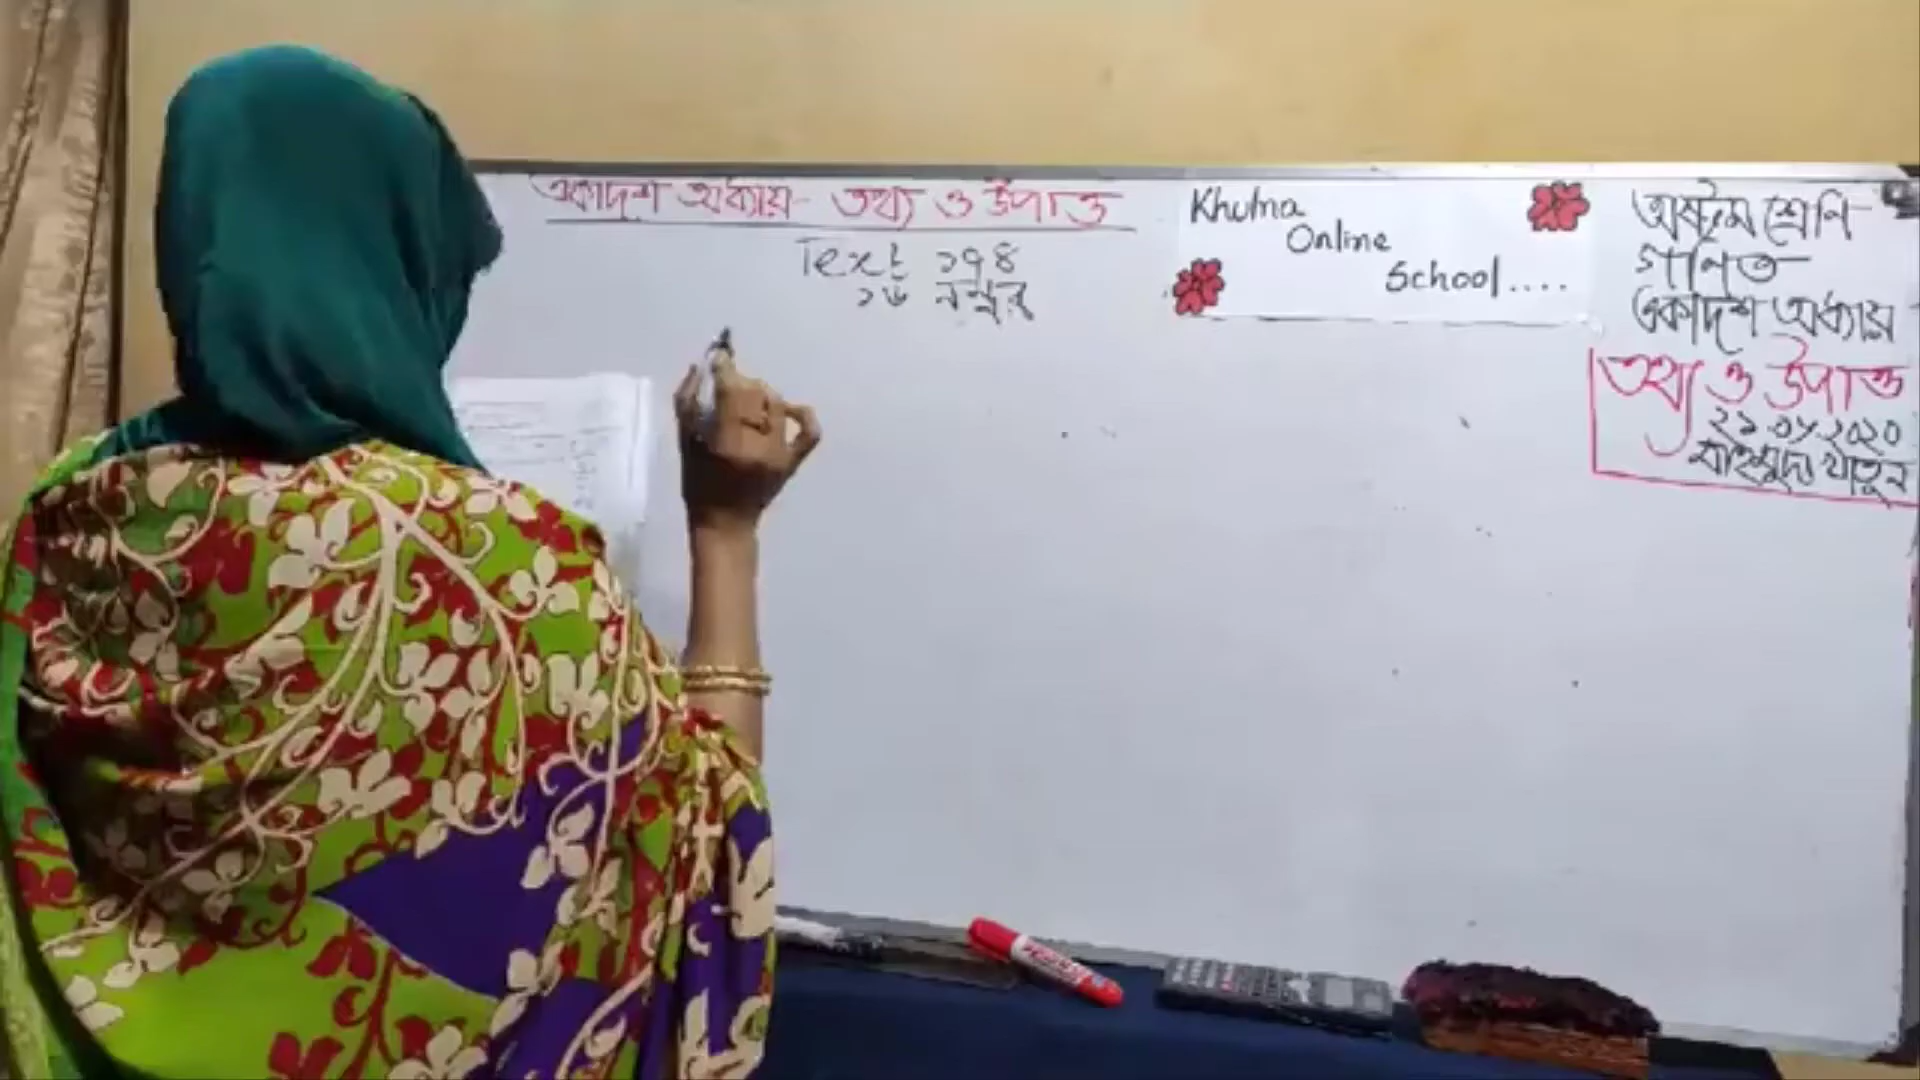 একাদশ অধ্যায়- তথ্য ও উপাত্ত
Text ১৭৪
১৬ নম্বর
Khulna
Online
School....
অষ্টম শ্রেণি
গণিত
একাদশ অধ্যায়
তথ্য ও উপাত্ত
২১.০৮.২০২০
মাহমুদা খাতুন